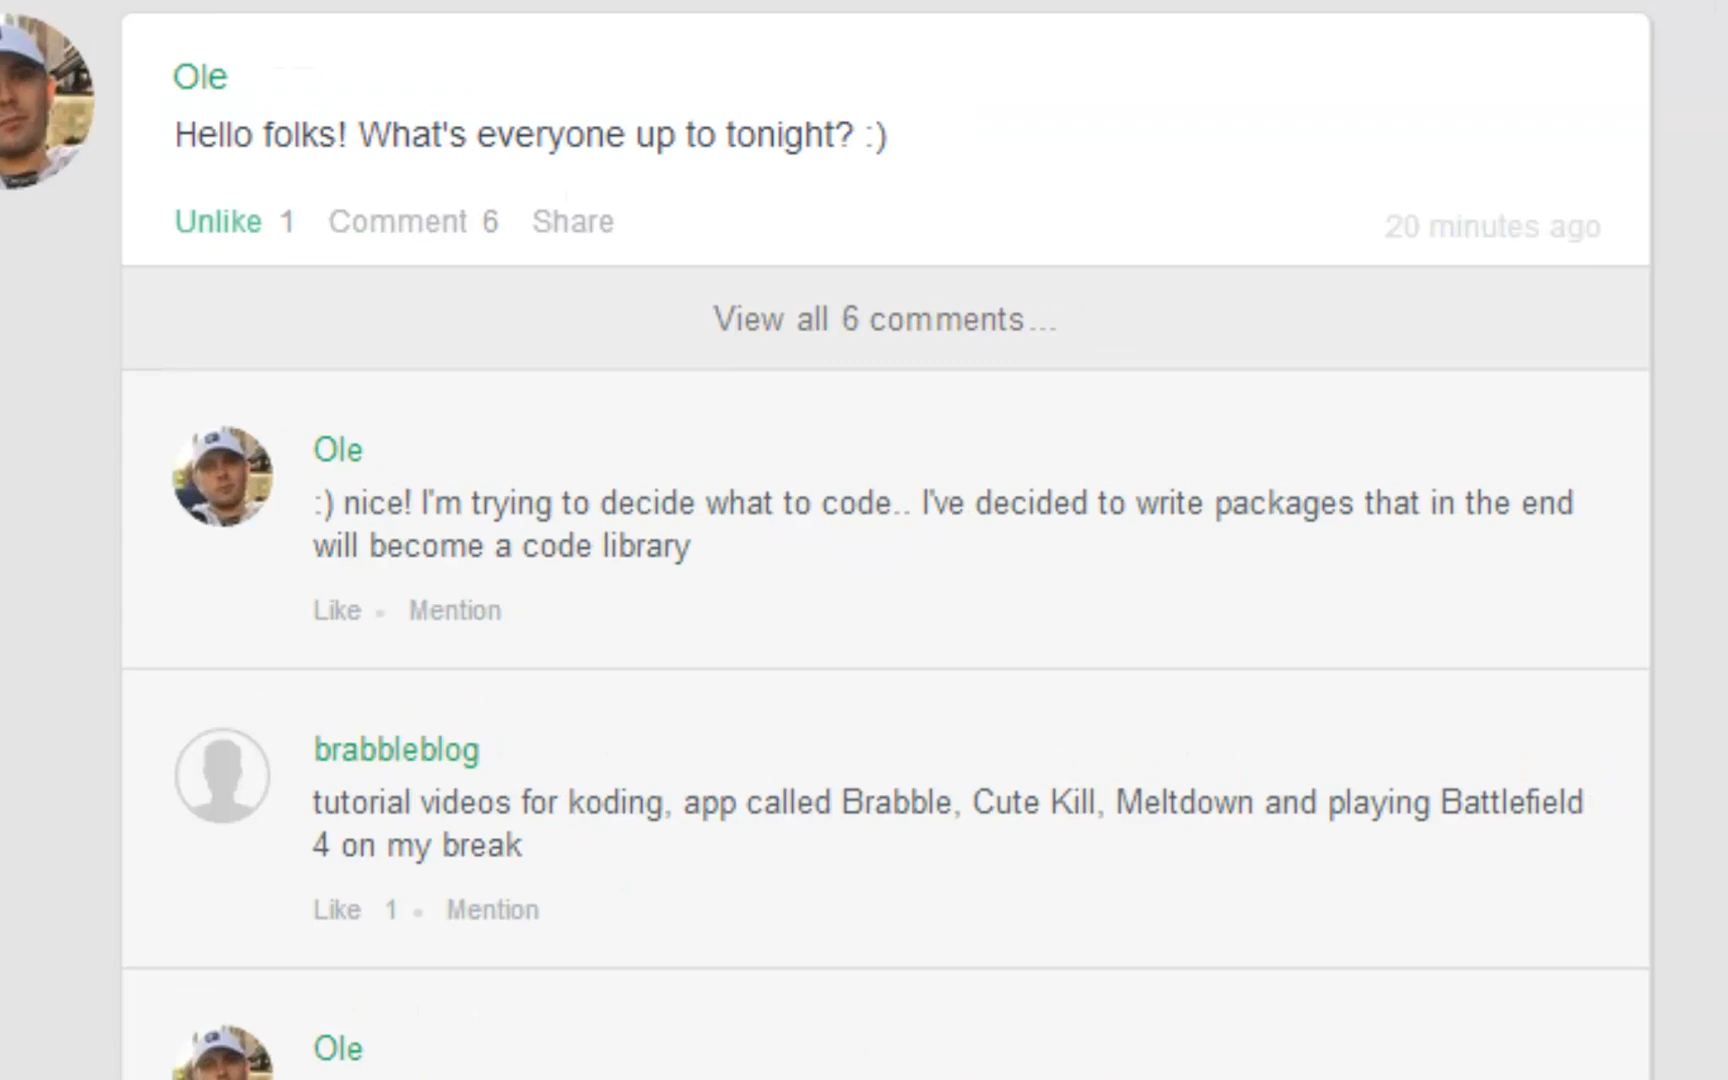 Ole
Hello folks! What's everyone up to tonight? :)
Unlike 1 Comment 6 Share
20 minutes ago
View all 6 comments...
Ole
:) nice! I'm trying to decide what to code.. I've decided to write packages that in the end
will become a code library
Like Mention
brabbleblog
tutorial videos for koding, app called Brabble, Cute Kill, Meltdown and playing Battlefield
4 on my break
Like 1 Mention
Ole